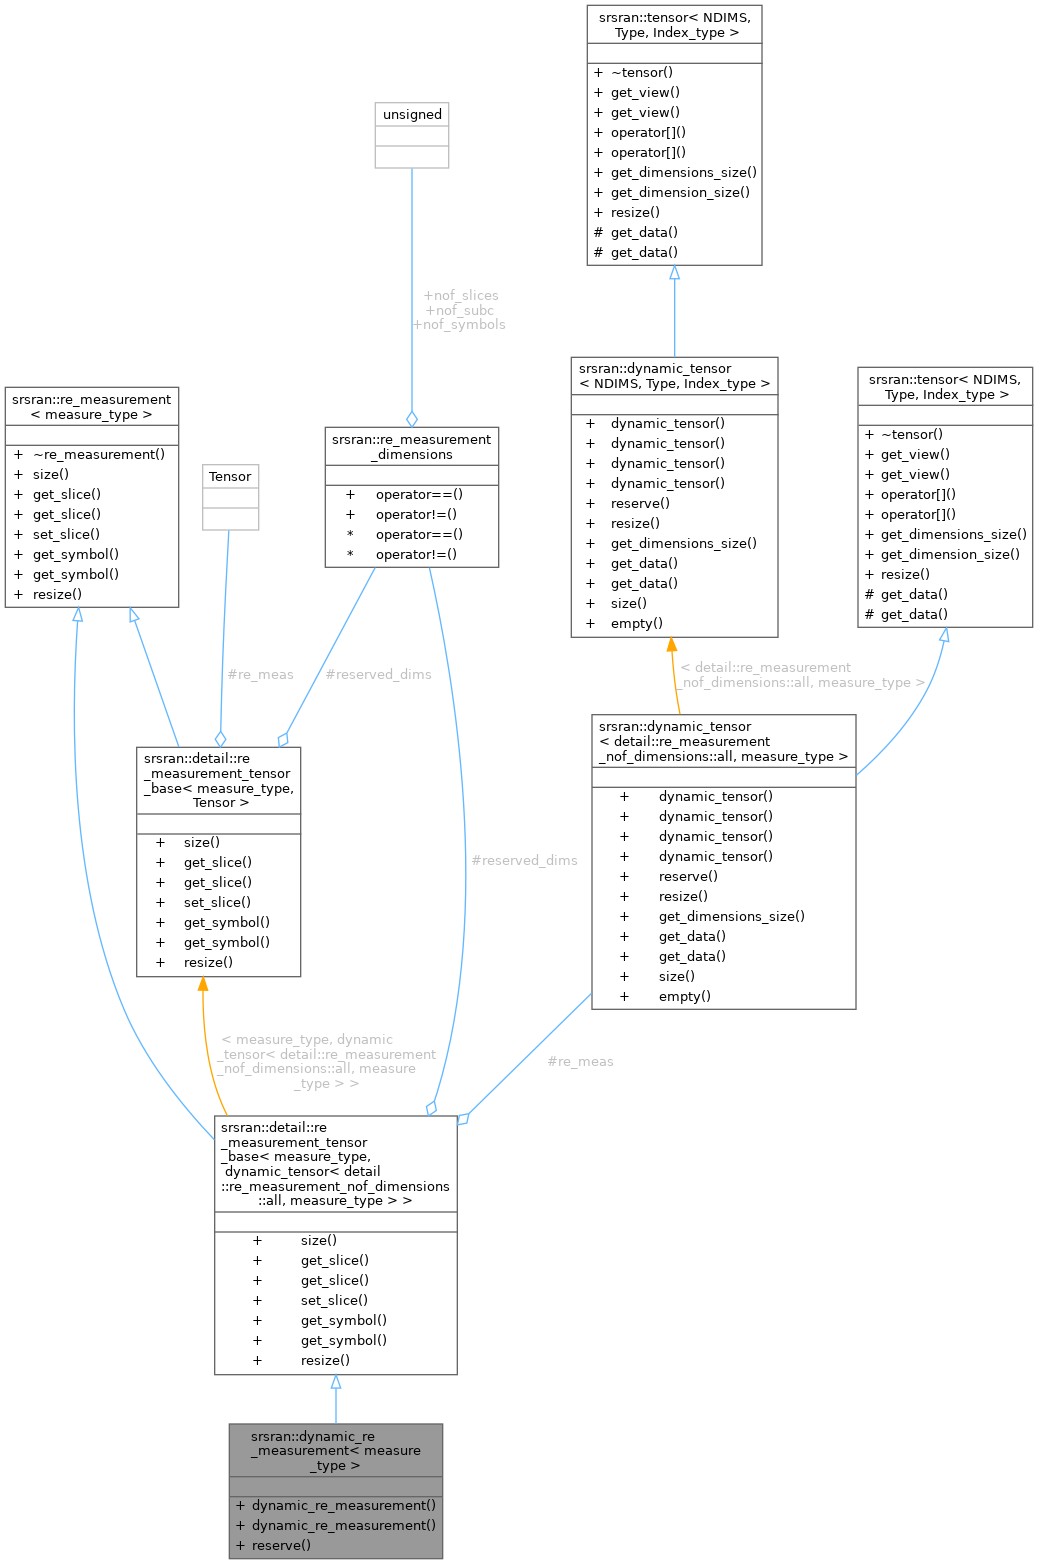 srsran::tensor< NDIMS,
Type, Index_type >
+ ~tensor()
+ get_view()
+ get_view()
+ operator[]()
+ operator[]()
+ get_dimensions_size()
+ get_dimension_size()
+ resize()
# get_data()
# get_data()
unsigned
+nof_slices
+nof_subc
+nof_symbols
srsran::dynamic_tensor
< NDIMS, Type, Index_type >
+ dynamic_tensor()
+ dynamic_tensor()
+ dynamic_tensor()
+ dynamic_tensor()
+ reserve()
+ resize()
+ get_dimensions_size()
+ get_data()
+ get_data()
+ size()
+ empty()
srsran::tensor< NDIMS,
Type, Index_type >
+ ~tensor()
+ get_view()
+ get_view()
+ operator[]()
+ operator[]()
+ get_dimensions_size()
+ get_dimension_size()
+ resize()
# get_data()
# get_data()
srsran::re_measurement
< measure_type >
+ ~re_measurement()
+ size()
+ get_slice()
+ get_slice()
+ set_slice()
+ get_symbol()
+ get_symbol()
+ resize()
Tensor
srsran::re_measurement
_dimensions
+ operator==()
+ operator!=()
* operator==()
* operator!=()
#re_meas
#reserved_dims
< detail::re_measurement
_nof_dimensions::all, measure_type >
srsran::dynamic_tensor
< detail::re_measurement
_nof_dimensions::all, measure_type >
+ dynamic_tensor()
+ dynamic_tensor()
+ dynamic_tensor()
+ dynamic_tensor()
+ reserve()
+ resize()
+ get_dimensions_size()
+ get_data()
+ get_data()
+ size()
+ empty()
srsran::detail::re
_measurement_tensor
_base< measure_type,
Tensor >
+ size()
+ get_slice()
+ get_slice()
+ set_slice()
+ get_symbol()
+ get_symbol()
+ resize()
#reserved_dims
< measure_type, dynamic
_tensor< detail::re_measurement
_nof_dimensions::all, measure
_type > >
#re_meas
srsran::detail::re
_measurement_tensor
_base< measure_type,
dynamic_tensor< detail
::re_measurement_nof_dimensions
::all, measure_type > >
+ size()
+ get_slice()
+ get_slice()
+ set_slice()
+ get_symbol()
+ get_symbol()
+ resize()
srsran::dynamic_re
_measurement< measure
_type >
+ dynamic_re_measurement()
+ dynamic_re_measurement()
+ reserve()